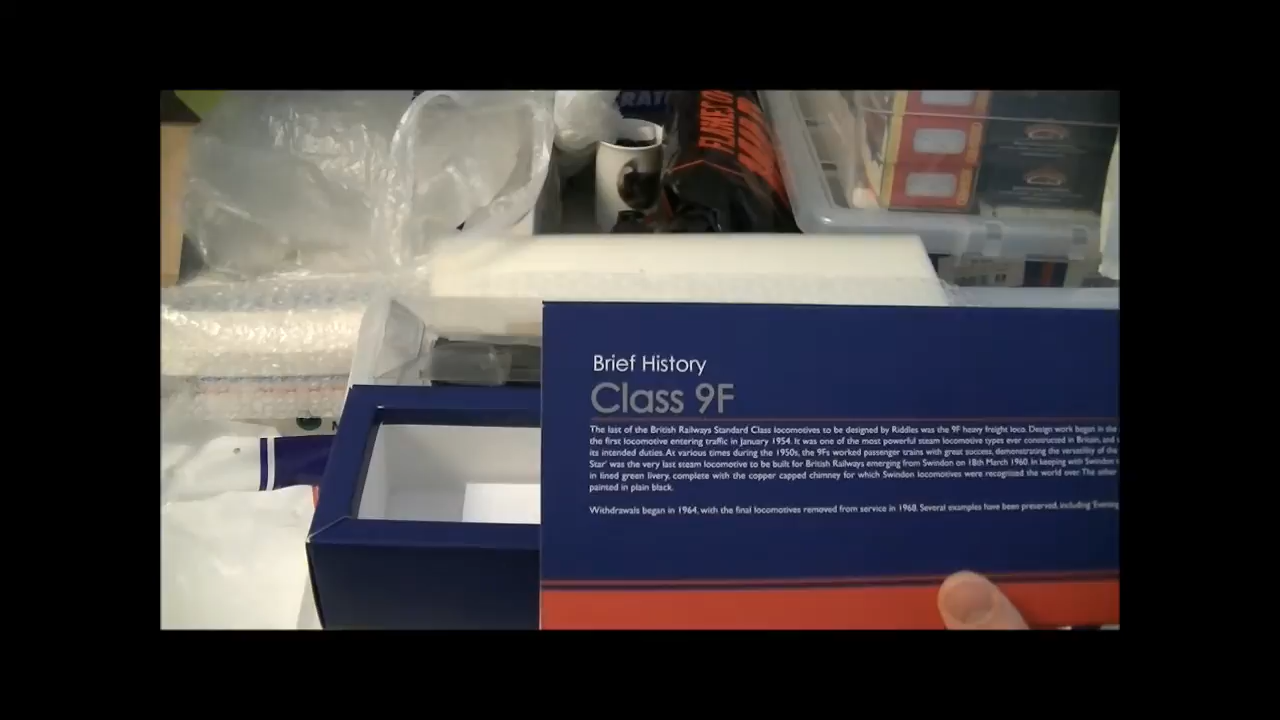 RATI
FLAMES OF
WAR
Brief History
Class 9F
The last of the British Railways Standard Class locomotives to be designed by Riddles was the 9F heavy freight loco. Design work began in the
the first locomotive entering traffic in January 1954. It was one of the most powerful steam locomotive types ever constructed in Britain, and
its intended duties. At various times during the 1950s, the 9Fs worked passenger trains with great success, demonstrating the versatility of the
Star' was the very last steam locomotive to be built for British Railways emerging from Swindon on 18th March 1960. In keeping with Swindon
in lined green livery, complete with the copper capped chimney for which Swindon locomotives were recognised the world over. The other
painted in plain black.
Withdrawals began in 1964, with the final locomotives removed from service in 1968. Several examples have been preserved, including 'Evening